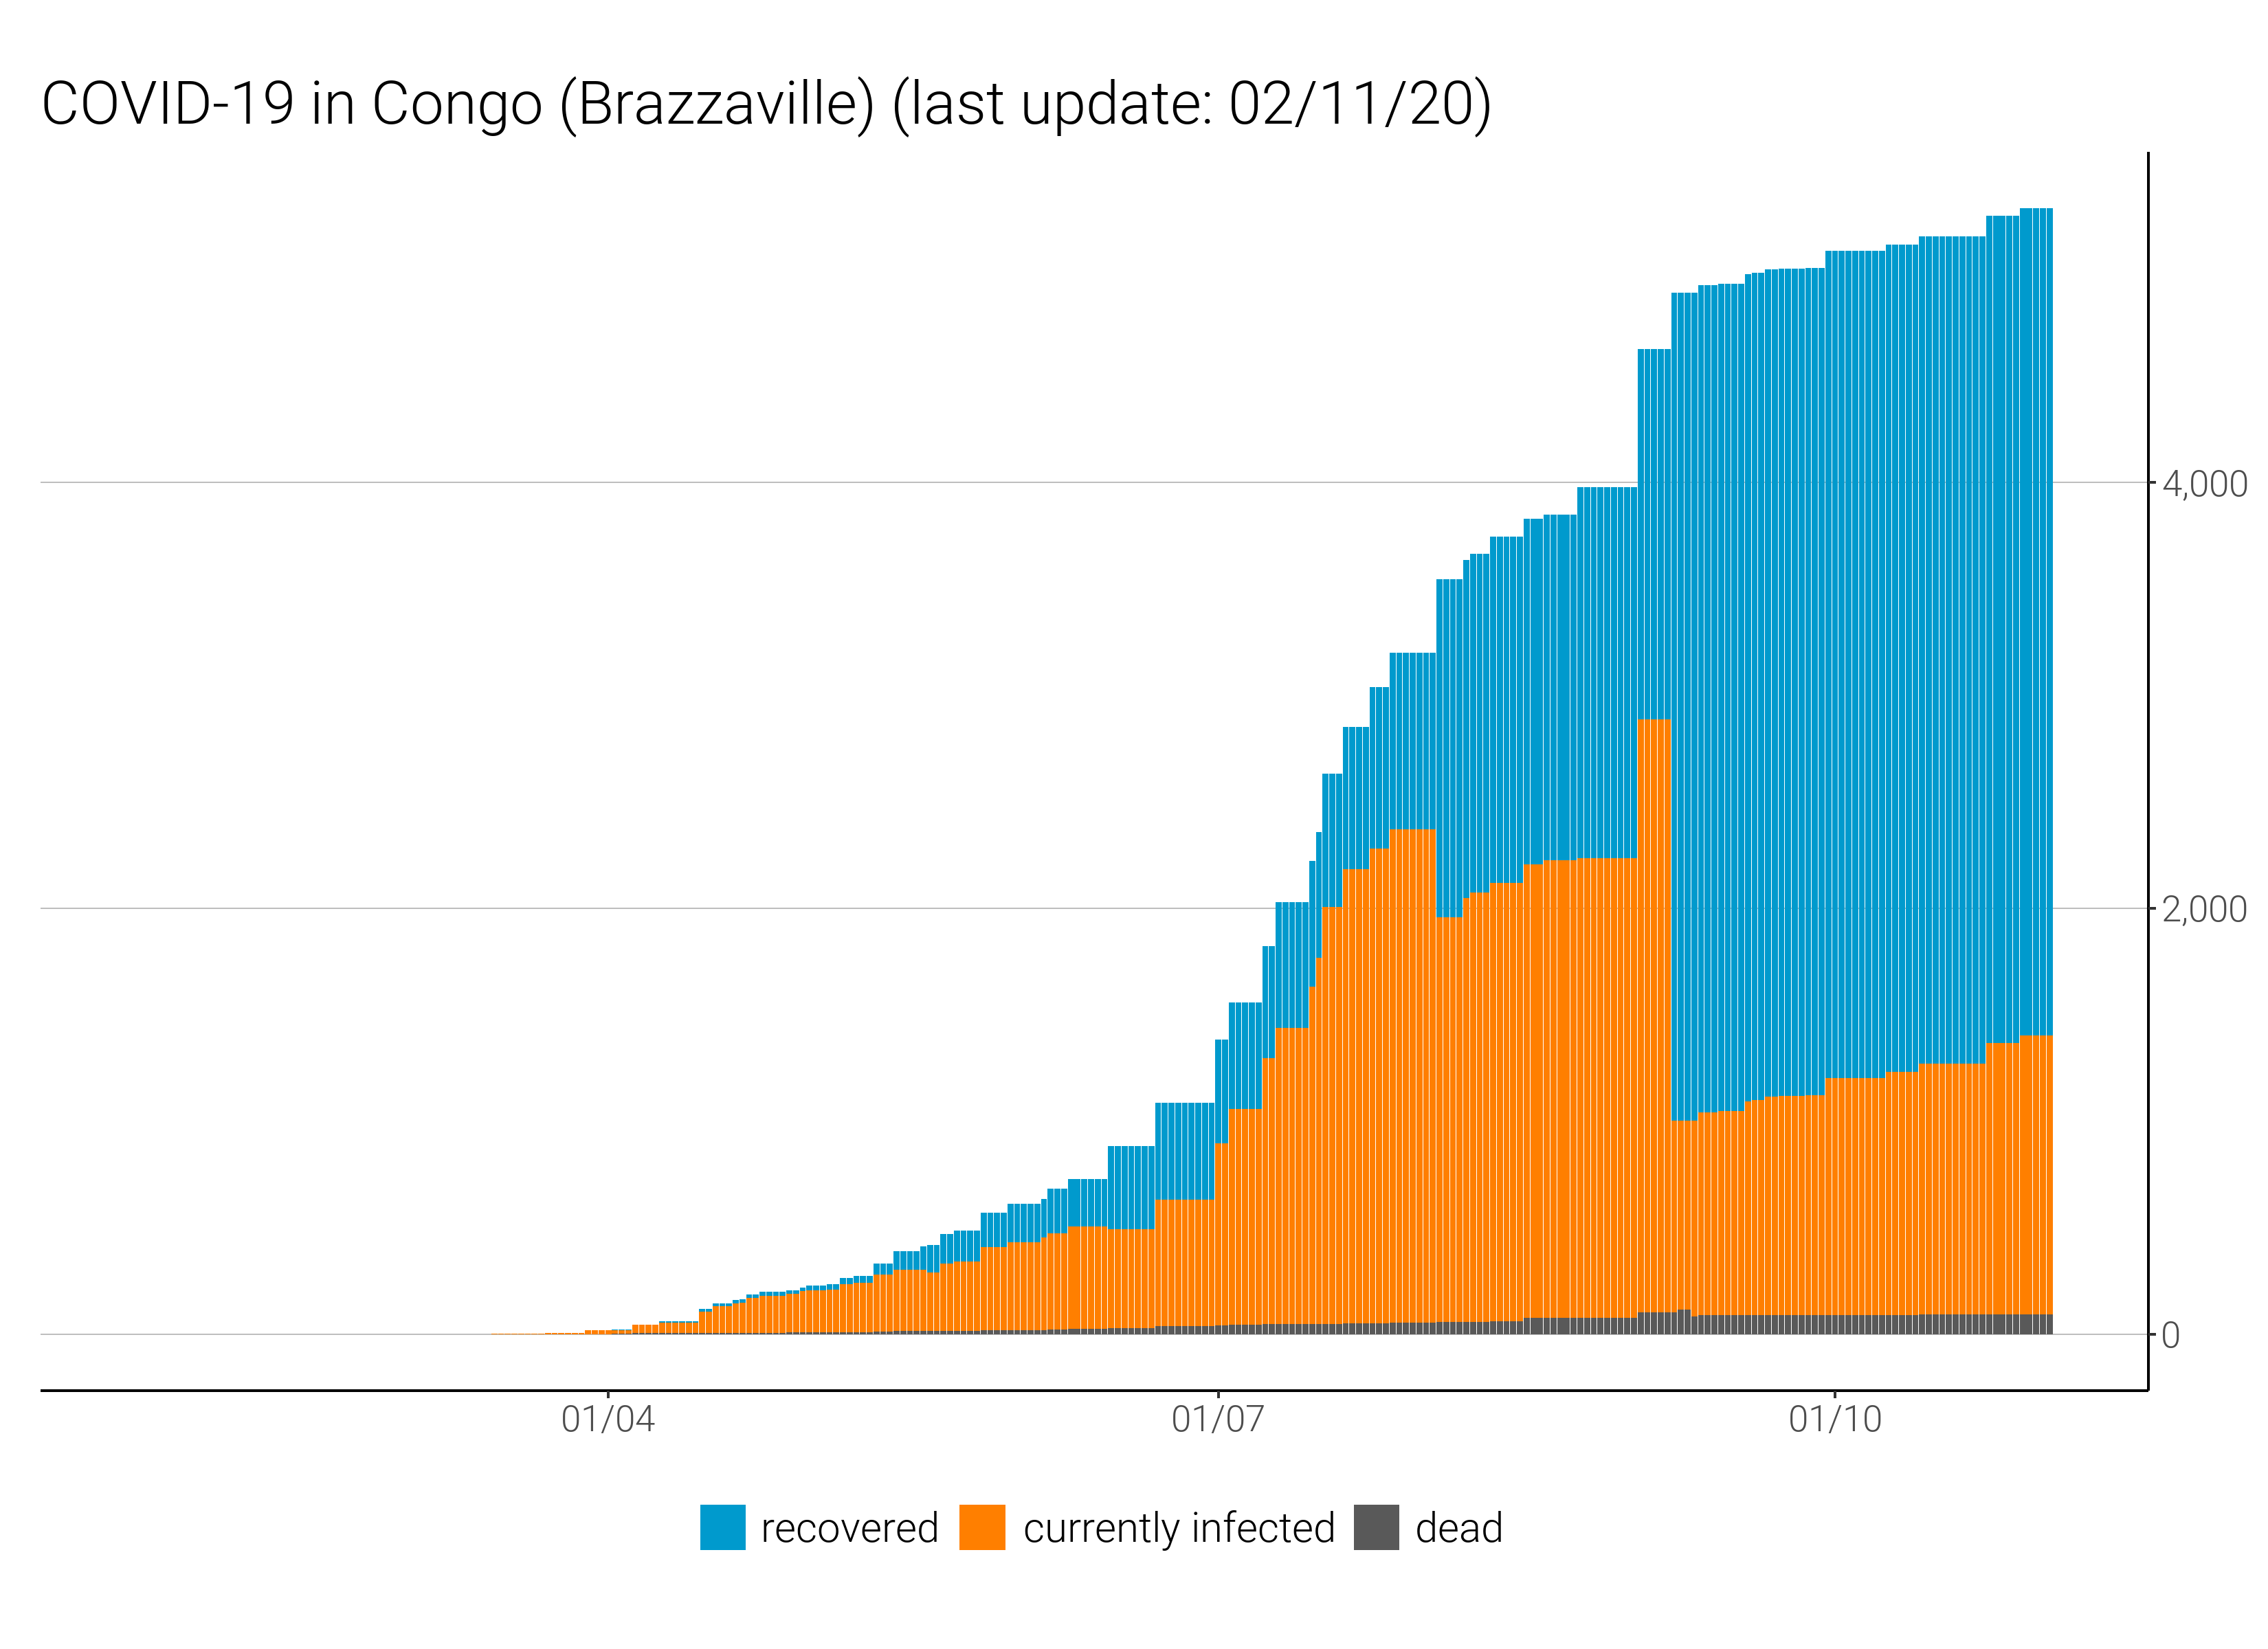 COVID-19 in Congo (Brazzaville) (last update: 02/11/20)
4,000
2,000
0
01/04 01/07 01/10
recovered currently infected dead